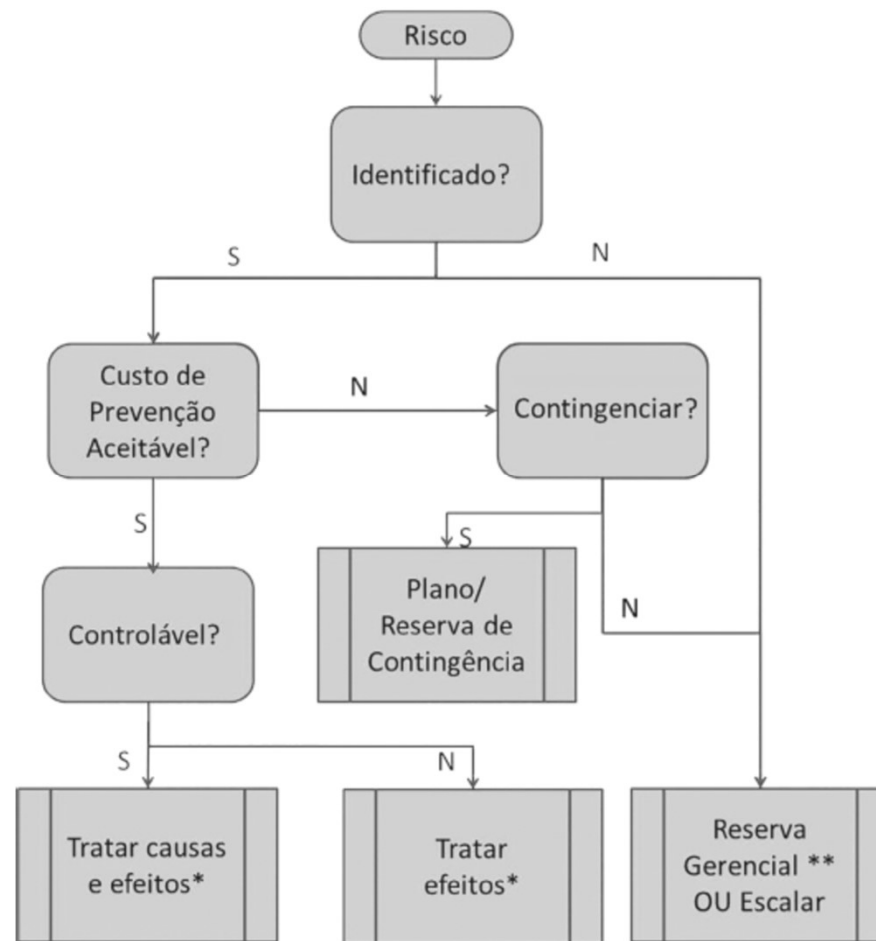 Risco
Identificado?
S
N
Custo de
Prevenção
Aceitável?
N
Contingenciar?
S
S
Plano/
Reserva de
Contingência
N
Controlável?
S
N
Tratar causas
e efeitos*
Tratar
efeitos*
Reserva
Gerencial **
OU Escalar